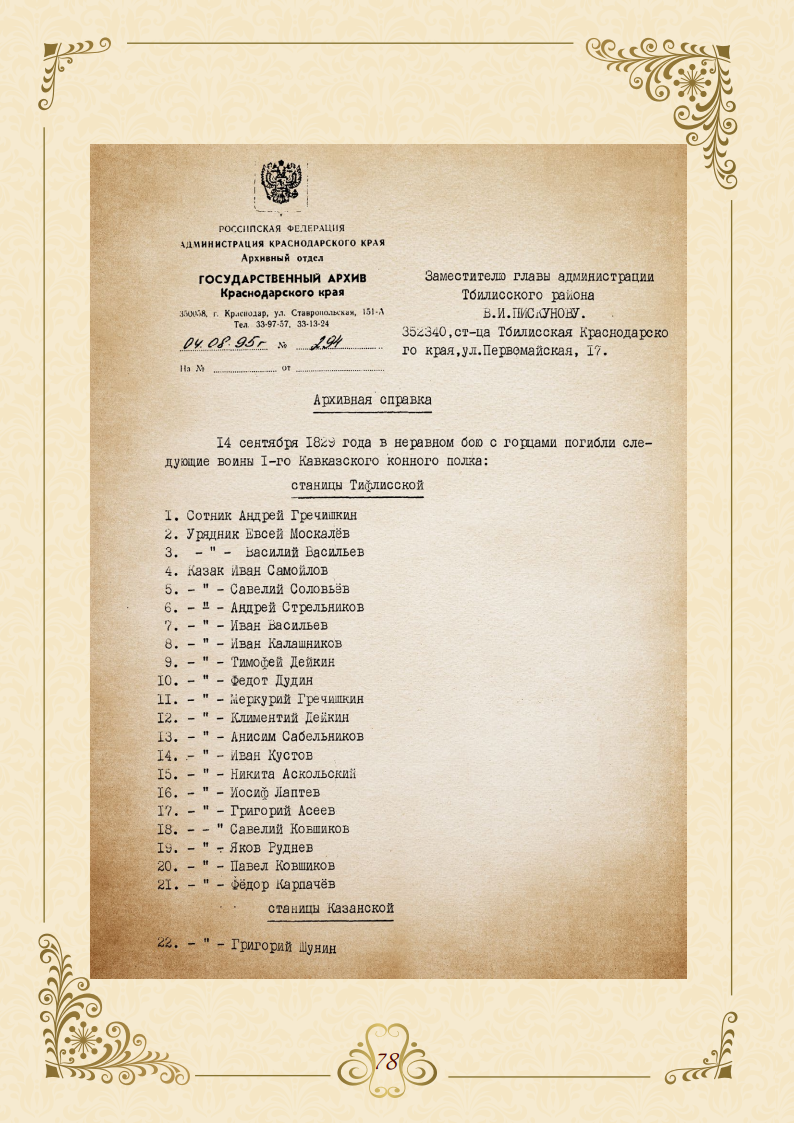 РОССИЙСКАЯ ФЕДЕРАЦИЯ
АДМИНИСТРАЦИЯ КРАСНОДАРСКОГО КРАЯ
Архивный отдел
ГОСУДАРСТВЕННЫЙ АРХИВ
Краснодарского края
350058, г. Краснодар, ул. Ставропольская, 151-А
Тел. 33-97-57, 33-13-24
04.08.95г № 294
На № от
Заместителю главы администрации
Тбилисского района
В.И.ПИСКУНОВУ.
352340,ст-ца Тбилисская Краснодарско
го края,ул.Первомайская, 17.
Архивная справка
14 сентября 1829 года в неравном бою с горцами погибли сле-
дующие воины 1-го Кавказского конного полка:
станицы Тифлисской
1. Сотник Андрей Гречишкин
2. Урядник Евсей Москалёв
3. - " - Василий Васильев
4. Казак Иван Самойлов
5. - " - Савелий Соловьёв
6. - " - Андрей Стрельников
7. - " - Иван Васильев
8. - " - Иван Калашников
9. - " - Тимофей Дейкин
10. - " - Федот Дудин
11. - " - Меркурий Гречишкин
12. - " - Климентий Дейкин
13. - " - Анисим Сабельников
14. - " - Иван Кустов
15. - " - Никита Аскольский
16. - " - Иосиф Лаптев
17. - " - Григорий Асеев
18. - - " Савелий Ковшиков
19. - " - Яков Руднев
20. - " - Павел Ковшиков
21. - " - Фёдор Карпачёв
станицы Казанской
22. - " - Григорий Шунин
78